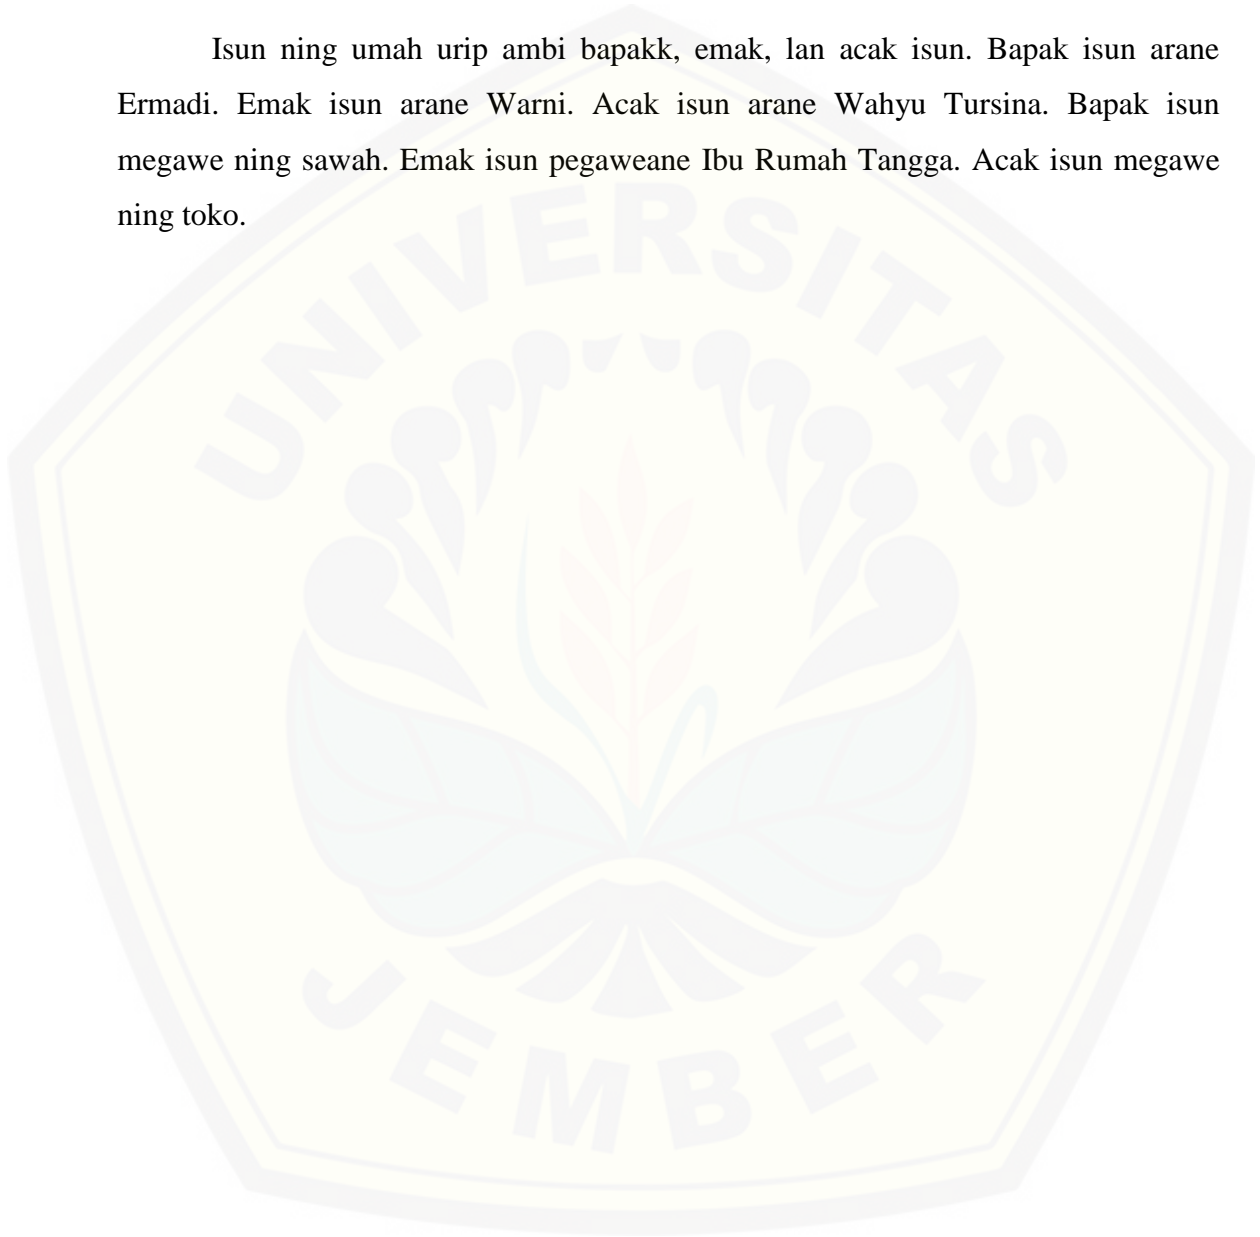 Isun ning umah urip ambi bapakk, emak, lan acak isun. Bapak isun arane
Ermadi. Emak isun arane Warni. Acak isun arane Wahyu Tursina. Bapak isun
megawe ning sawah. Emak isun pegaweane Ibu Rumah Tangga. Acak isun megawe
ning toko.
UNIVERSITAS
JEMBER